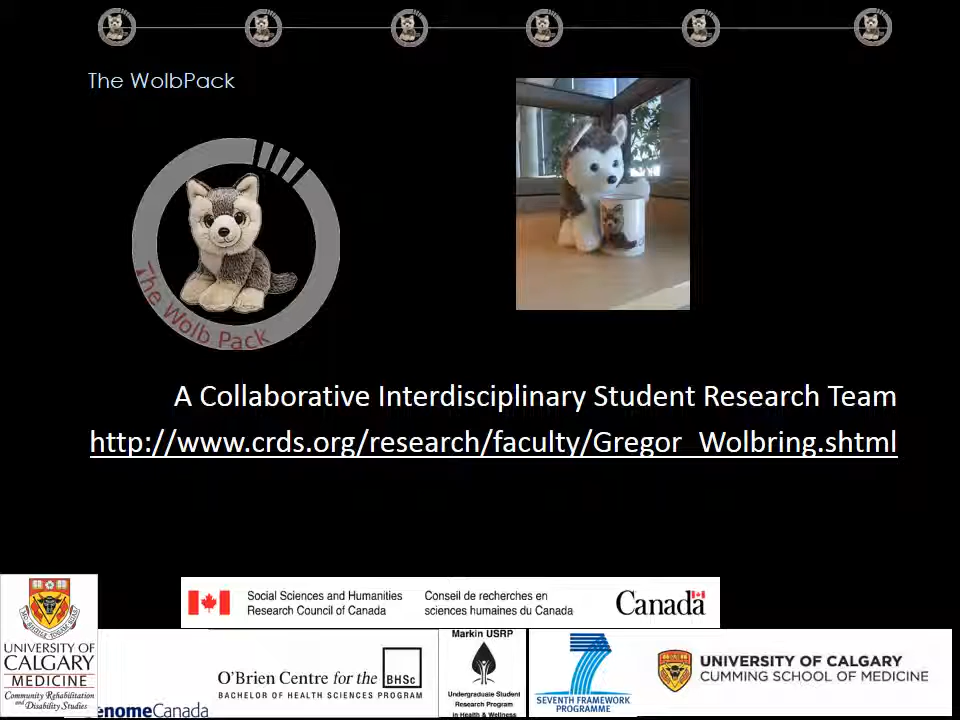 The WolbPack
The Wolb Pack
A Collaborative Interdisciplinary Student Research Team
http://www.crds.org/research/faculty/Gregor_Wolbring.shtml
Social Sciences and Humanities
Research Council of Canada
Conseil de recherches en
sciences humaines du Canada
Canada
UNIVERSITY OF
CALGARY
MEDICINE
Community Rehabilitation
and Disability Studies
enomeCanada
O'Brien Centre for the BHSc
BACHELOR OF HEALTH SCIENCES PROGRAM
Markin USRP
Undergraduate Student
Research Program
in Health & Wellness
7
SEVENTH FRAMEWORK
PROGRAMME
UNIVERSITY OF CALGARY
CUMMING SCHOOL OF MEDICINE